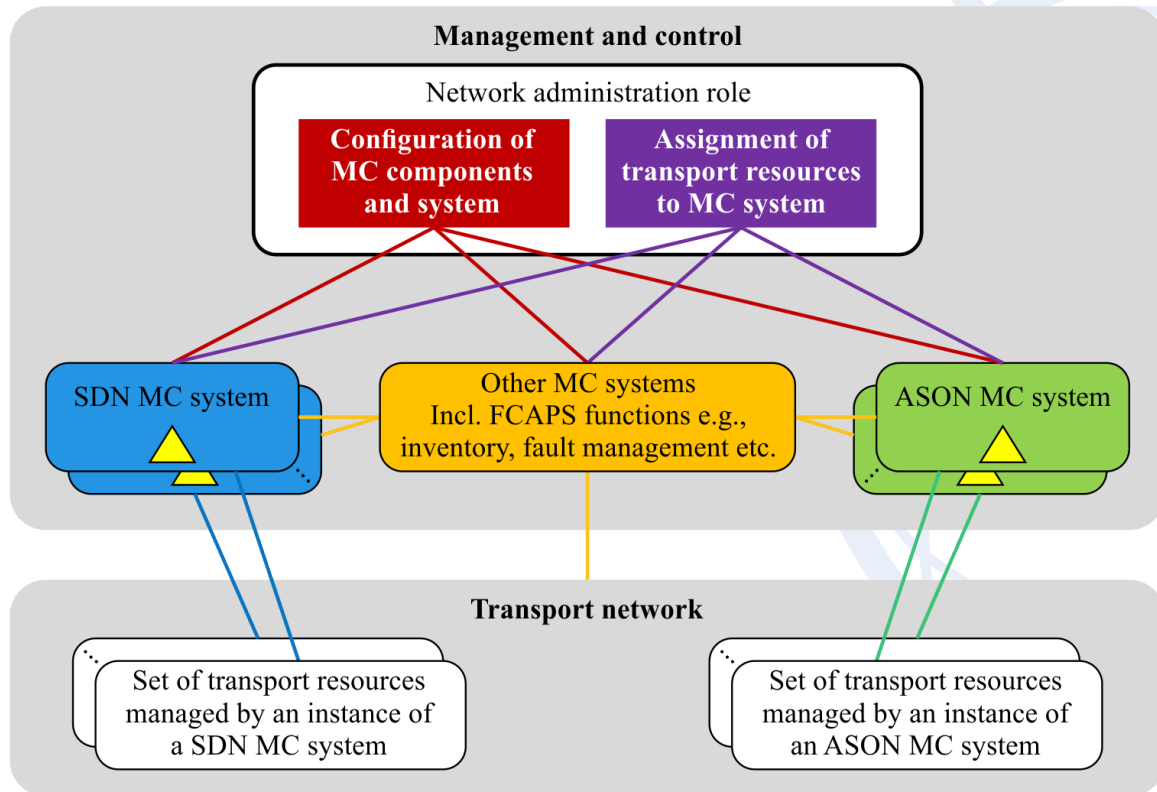 Management and control
Network administration role
Configuration of
MC components
and system
Assignment of
transport resources
to MC system
SDN MC system
Other MC systems
Incl. FCAPS functions e.g.,
inventory, fault management etc.
ASON MC system
Transport network
Set of transport resources
managed by an instance of
a SDN MC system
Set of transport resources
managed by an instance of
an ASON MC system